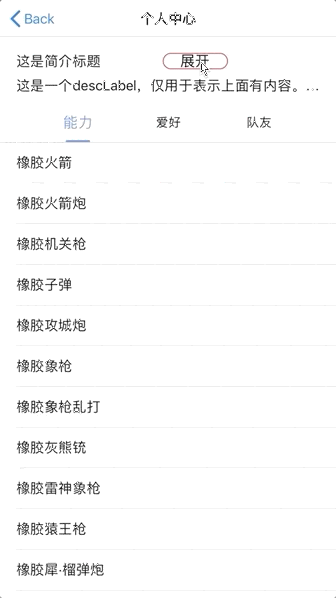 Back 个人中心
这是简介标题 展开
这是一个descLabel，仅用于表示上面有内容。...
能力 爱好 队友
橡胶火箭
橡胶火箭炮
橡胶机关枪
橡胶子弹
橡胶攻城炮
橡胶象枪
橡胶象枪乱打
橡胶灰熊铳
橡胶雷神象枪
橡胶猿王枪
橡胶犀·榴弹炮